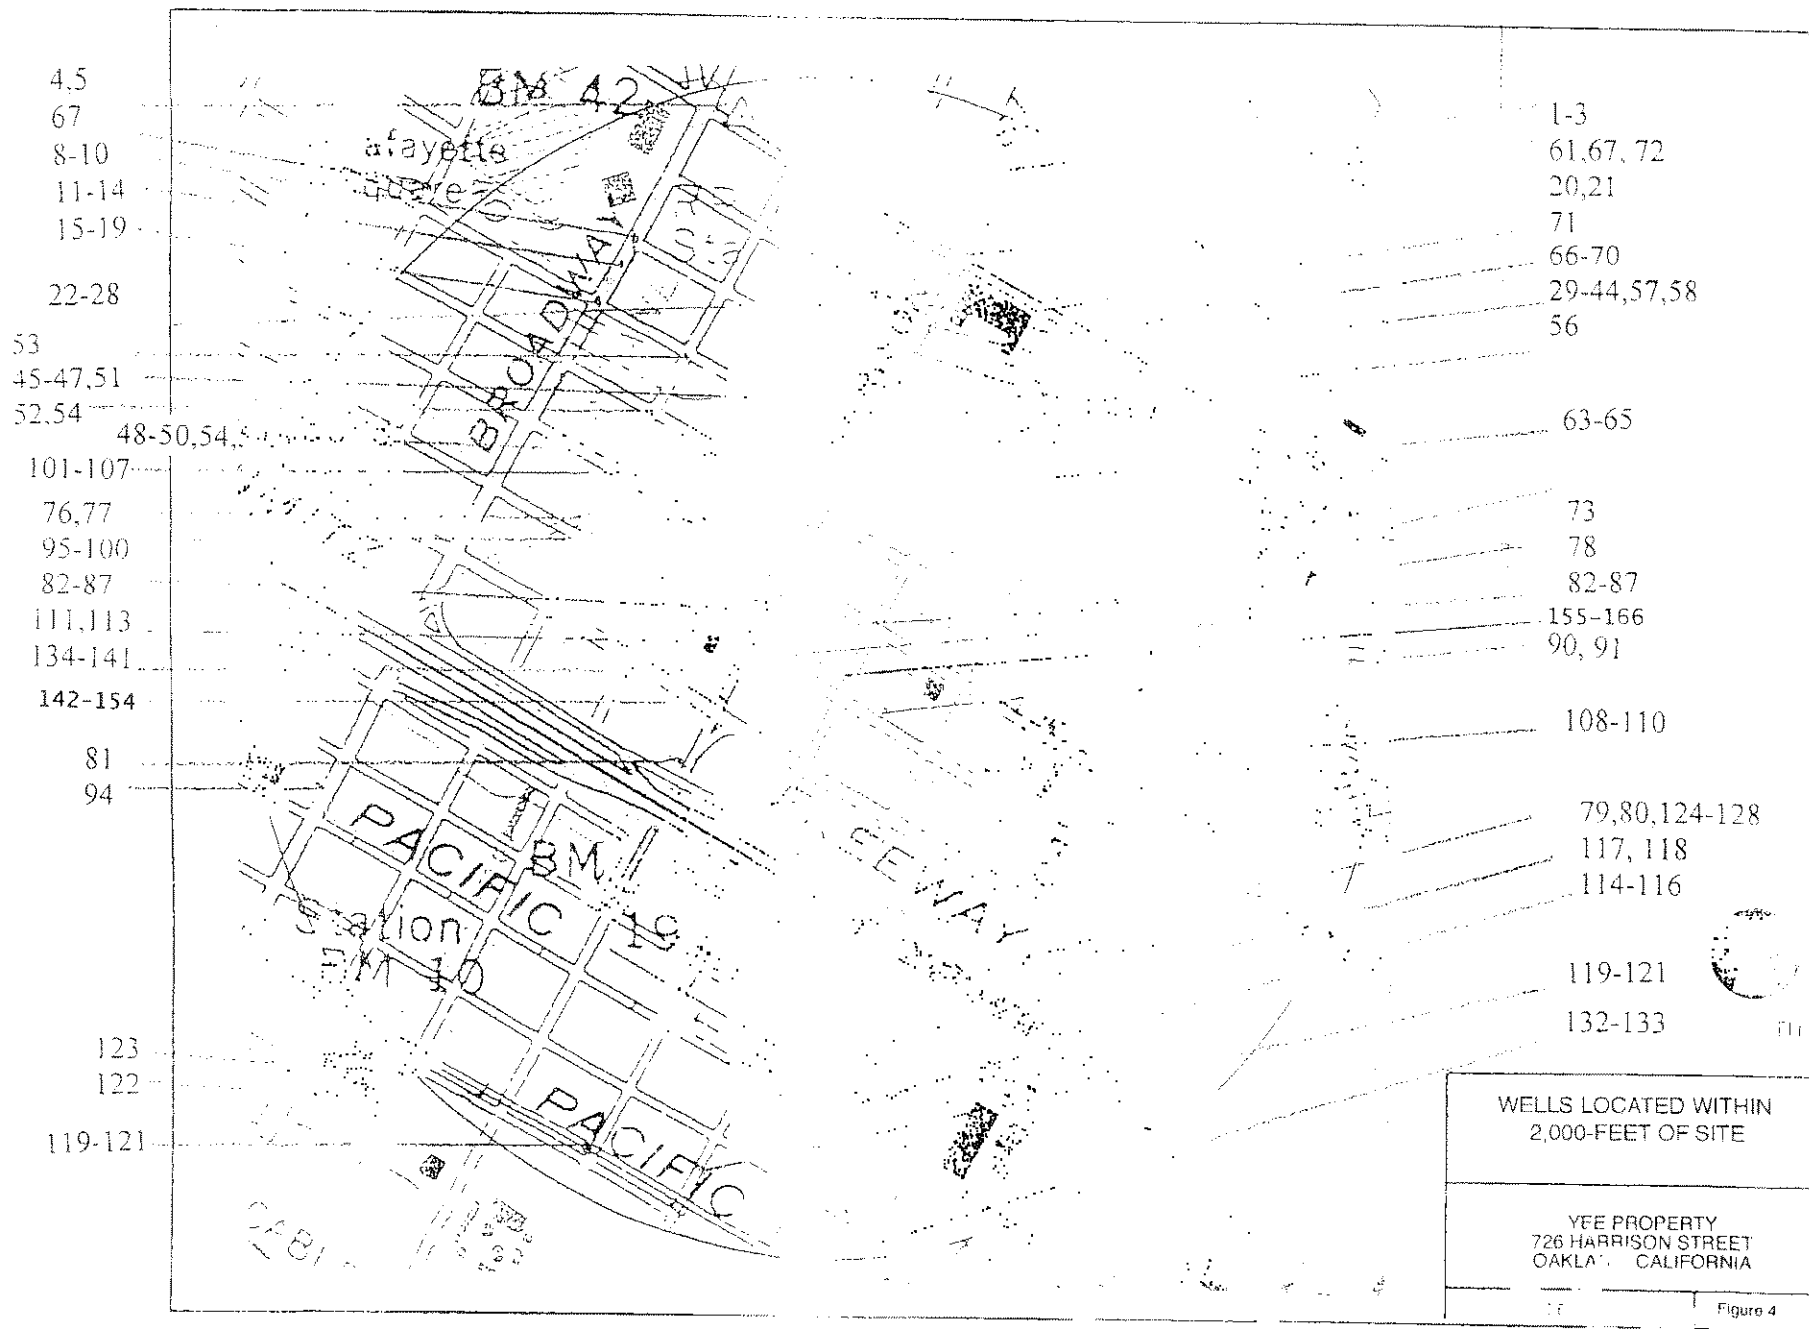 4,5
67
8-10
11-14
15-19
22-28
53
45-47,51
52,54
48-50,54,5
101-107
76,77
95-100
82-87
111,113
134-141
142-154
81
94
123
122
119-121
BM 42
afayette
quare
BROADWAY
Sta
PACIFIC
BM 19
Station
BM 10
PACIFIC
EEWAY
1-3
61,67, 72
20,21
71
66-70
29-44,57,58
56
63-65
73
78
82-87
155-166
90, 91
108-110
79,80,124-128
117, 118
114-116
119-121
132-133
WELLS LOCATED WITHIN
2,000-FEET OF SITE
YEE PROPERTY
726 HARRISON STREET
CALIFORNIA
Figure 4